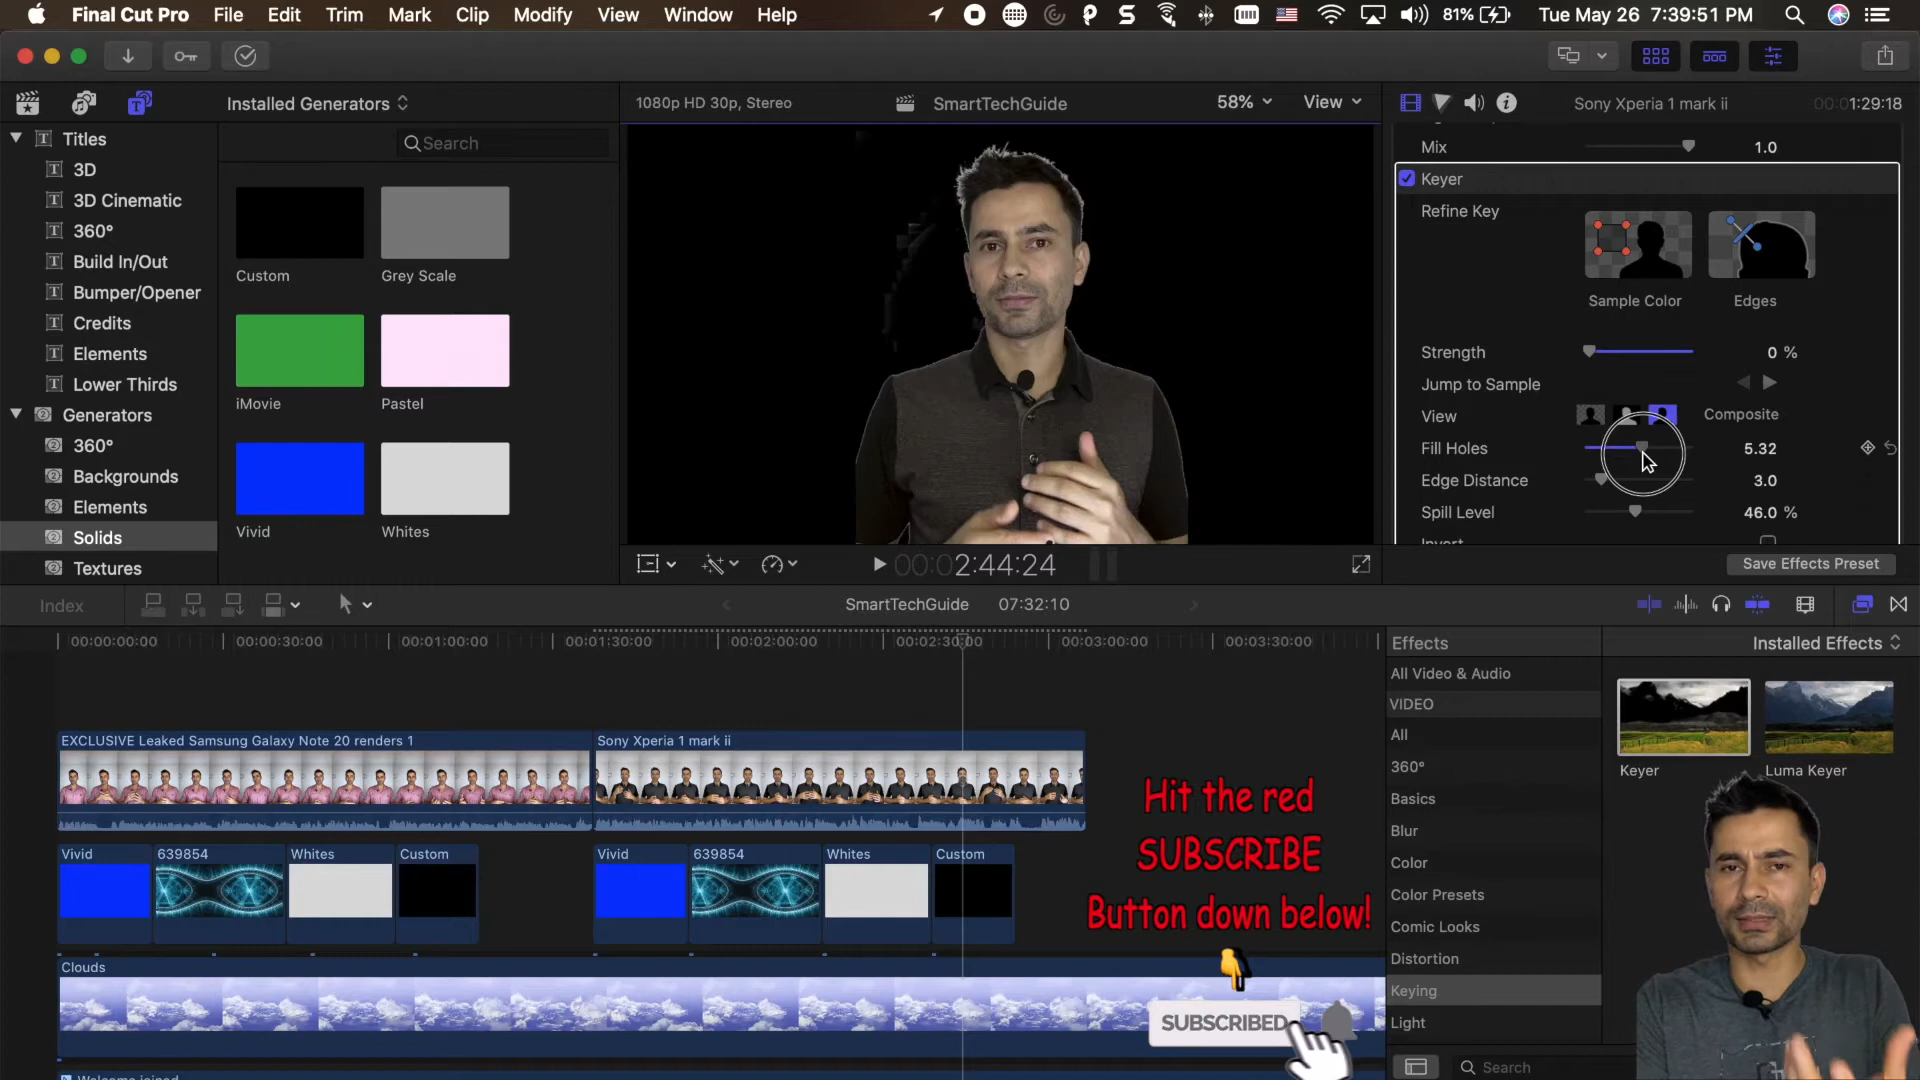 Final Cut Pro File Edit Trim Mark Clip Modify View Window Help 81% Tue May 26 7:39:51 PM
Installed Generators
1080p HD 30p, Stereo SmartTechGuide 58% View
Sony Xperia 1 mark ii 00:01:29:18
Titles
3D
3D Cinematic
360°
Build In/Out
Bumper/Opener
Credits
Elements
Lower Thirds
Generators
360°
Backgrounds
Elements
Solids
Textures
Search
Custom Grey Scale
iMovie Pastel
Vivid Whites
Mix 1.0
Keyer
Refine Key
Sample Color Edges
Strength 0 %
Jump to Sample
View Composite
Fill Holes 5.32
Edge Distance 3.0
Spill Level 46.0 %
Invert
Save Effects Preset
00:02:44:24
Index SmartTechGuide 07:32:10
00:00:00:00 00:00:30:00 00:01:00:00 00:01:30:00 00:02:00:00 00:02:30:00 00:03:00:00 00:03:30:00
EXCLUSIVE Leaked Samsung Galaxy Note 20 renders 1 Sony Xperia 1 mark ii
Vivid 639854 Whites Custom Vivid 639854 Whites Custom
Clouds
Welcome joined
Hit the red
SUBSCRIBE
Button down below!
SUBSCRIBED
Effects Installed Effects
All Video & Audio
VIDEO
All
360°
Basics
Blur
Color
Color Presets
Comic Looks
Distortion
Keying
Light
Keyer Luma Keyer
Search